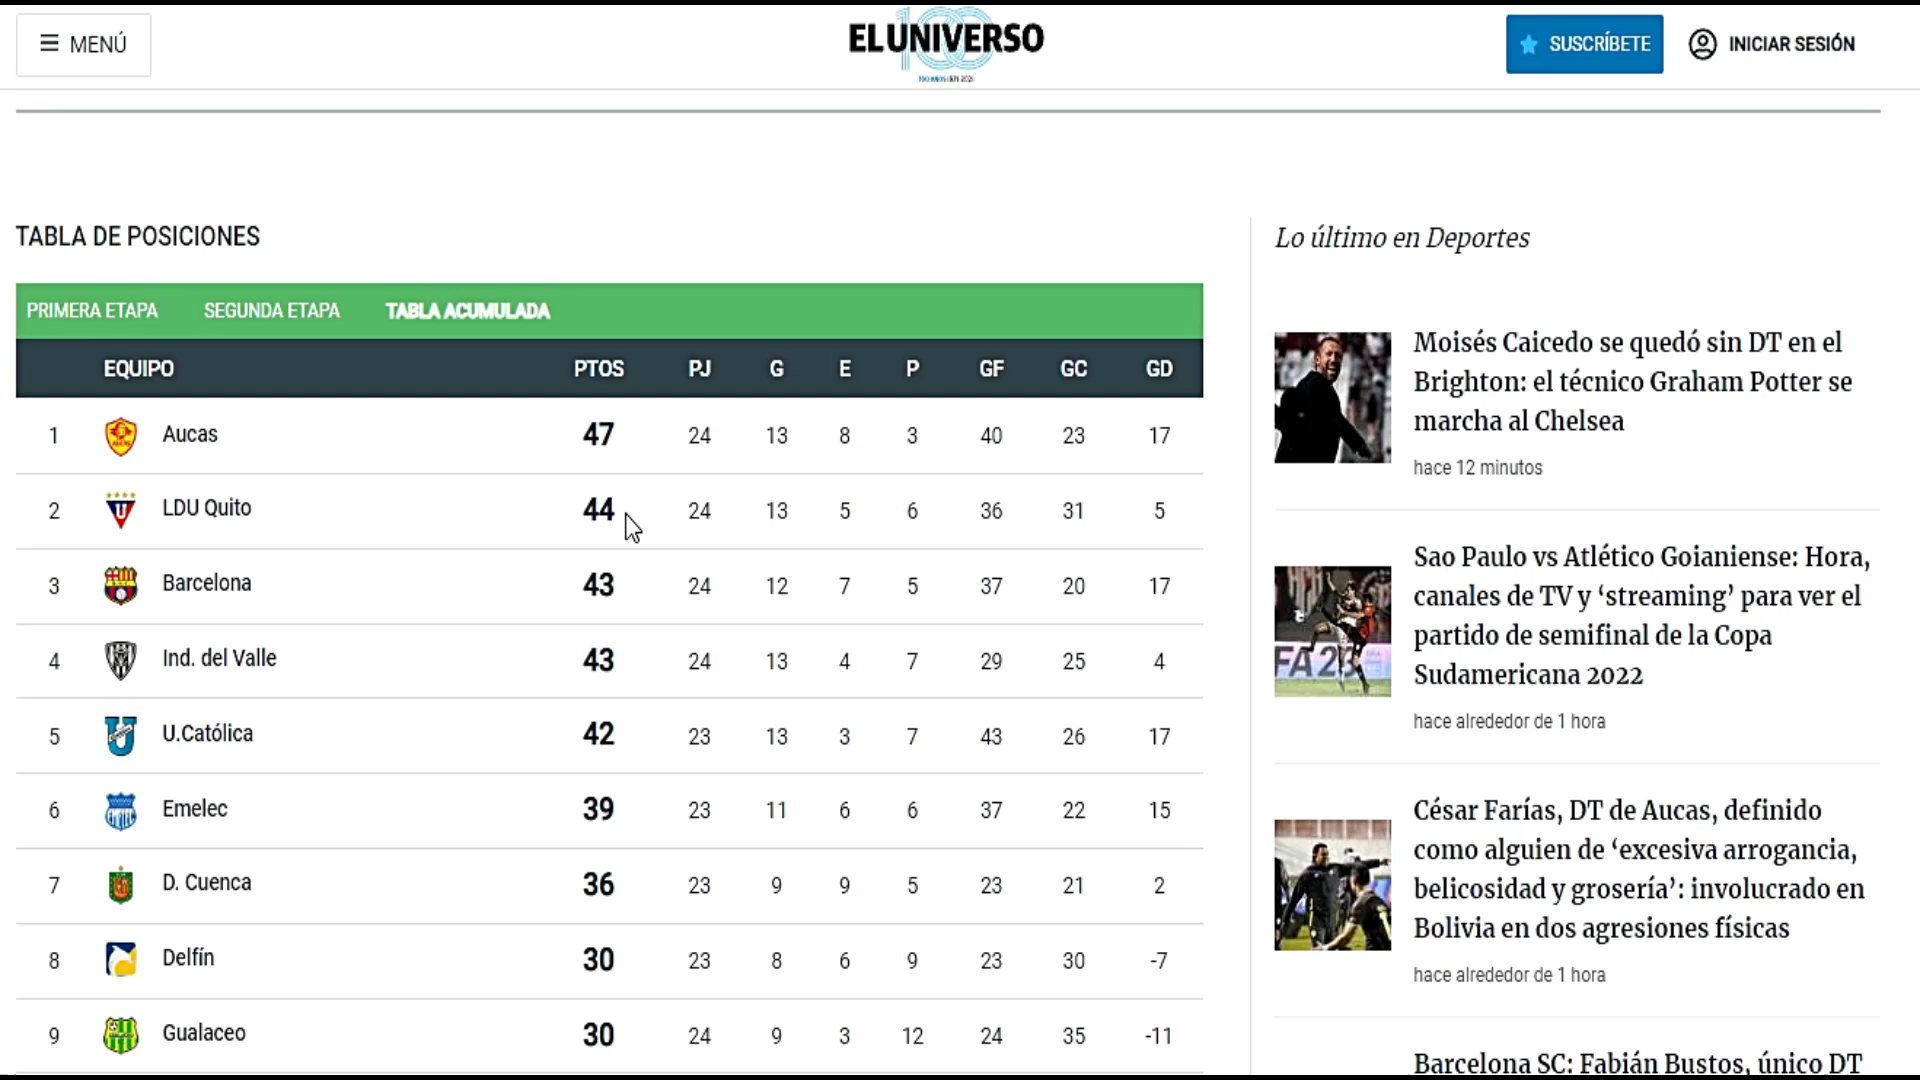 MENÚ
EL UNIVERSO
SUSCRÍBETE
INICIAR SESIÓN
TABLA DE POSICIONES
PRIMERA ETAPA SEGUNDA ETAPA TABLA ACUMULADA
EQUIPO PTOS PJ G E P GF GC GD
1 Aucas 47 24 13 8 3 40 23 17
2 LDU Quito 44 24 13 5 6 36 31 5
3 Barcelona 43 24 12 7 5 37 20 17
4 Ind. del Valle 43 24 13 4 7 29 25 4
5 U.Católica 42 23 13 3 7 43 26 17
6 Emelec 39 23 11 6 6 37 22 15
7 D. Cuenca 36 23 9 9 5 23 21 2
8 Delfín 30 23 8 6 9 23 30 -7
9 Gualaceo 30 24 9 3 12 24 35 -11
Lo último en Deportes
Moisés Caicedo se quedó sin DT en el
Brighton: el técnico Graham Potter se
marcha al Chelsea
hace 12 minutos
Sao Paulo vs Atlético Goianiense: Hora,
canales de TV y ‘streaming’ para ver el
partido de semifinal de la Copa
Sudamericana 2022
hace alrededor de 1 hora
César Farías, DT de Aucas, definido
como alguien de ‘excesiva arrogancia,
belicosidad y grosería’: involucrado en
Bolivia en dos agresiones físicas
hace alrededor de 1 hora
Barcelona SC: Fabián Bustos, único DT